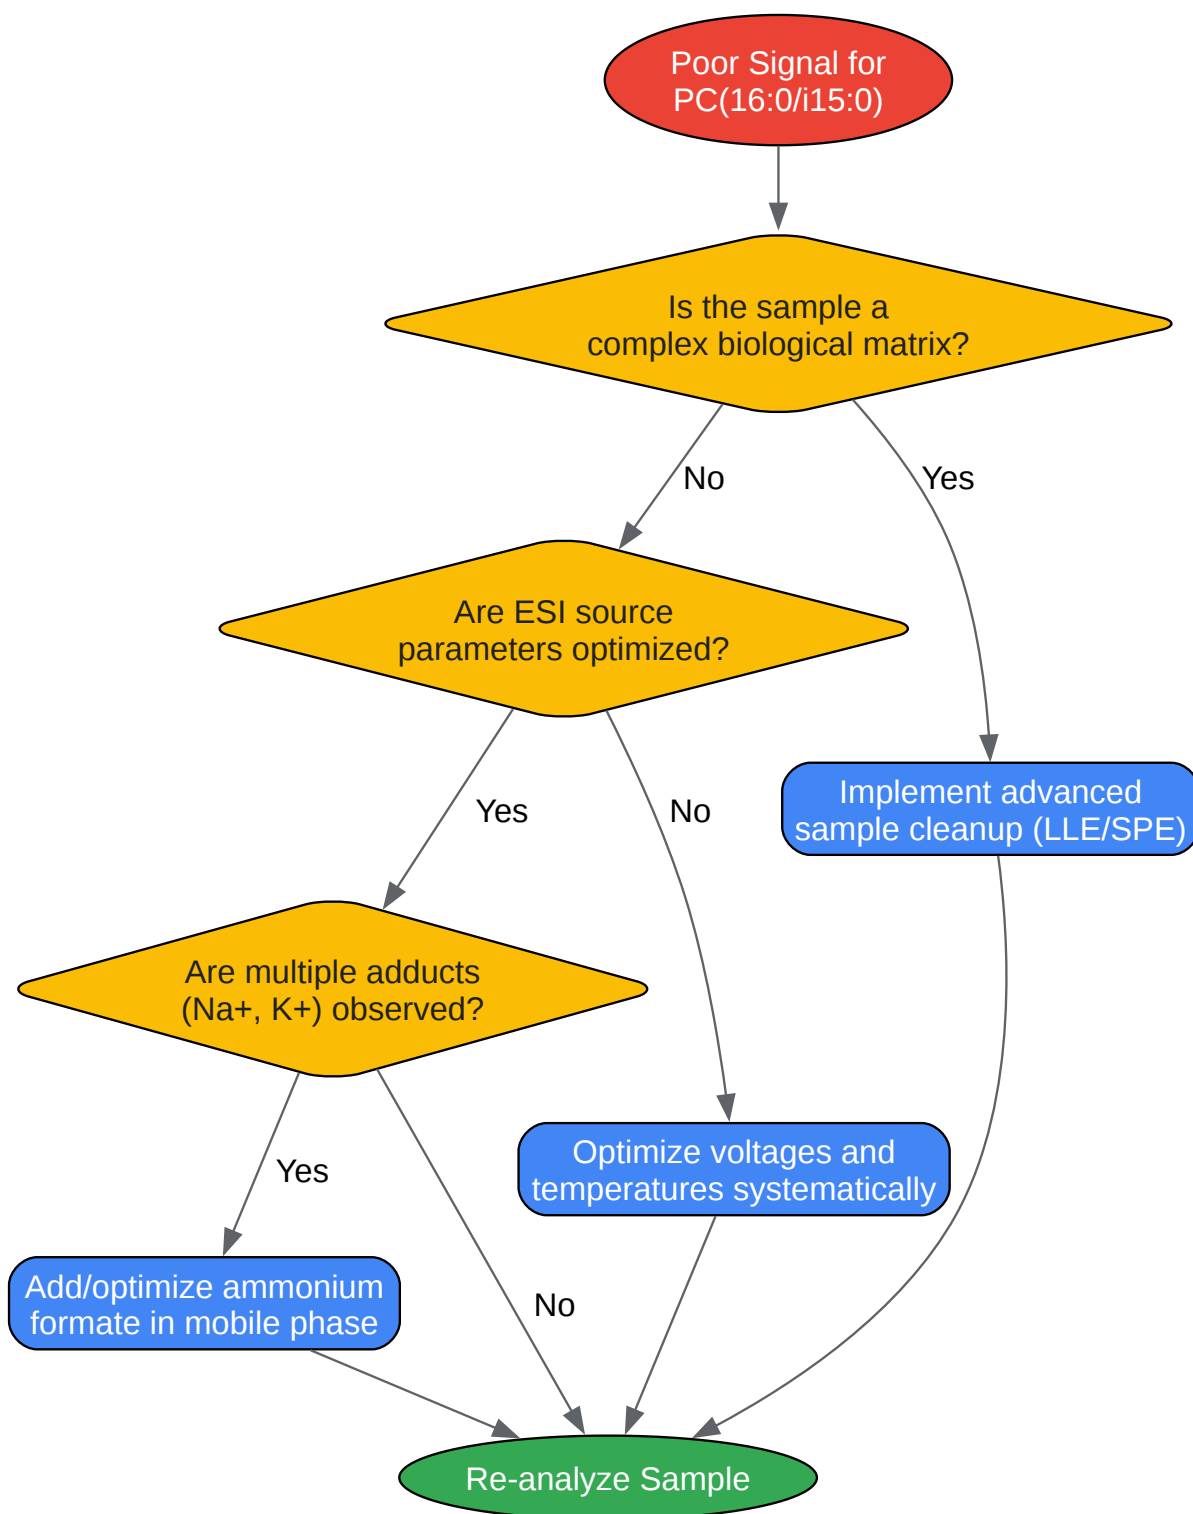 Poor Signal for
PC(16:0/i15:0)
Is the sample a
complex biological matrix?
No
Yes
Are ESI source
parameters optimized?
Yes
No
Implement advanced
sample cleanup (LLE/SPE)
Are multiple adducts
(Na+, K+) observed?
Yes
No
Optimize voltages and
temperatures systematically
Add/optimize ammonium
formate in mobile phase
Re-analyze Sample